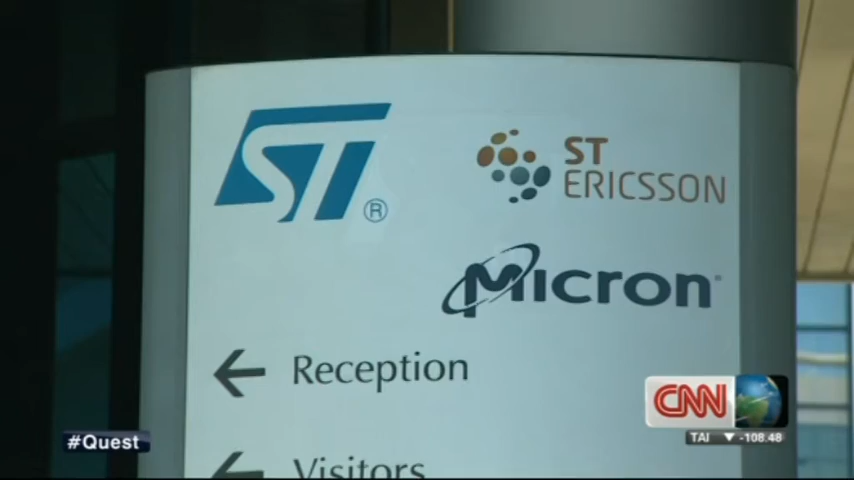 ST®
ST
ERICSSON
Micron®
← Reception
← Visitors
#Quest
CNN
TAI ▼ -108.48